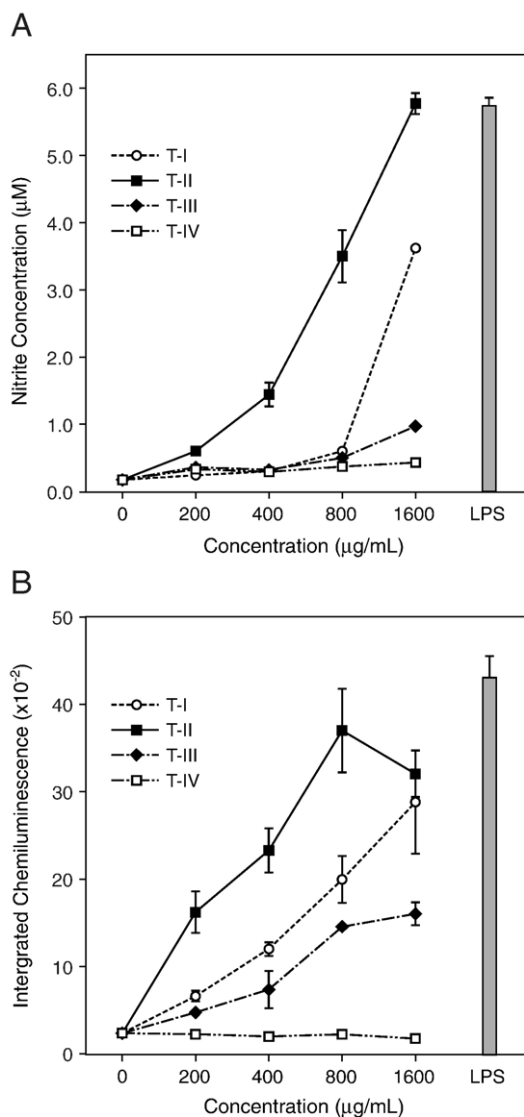 A
6.0
5.0
4.0
3.0
2.0
1.0
0.0
Nitrite Concentration (μM)
T-I
T-II
T-III
T-IV
0 200 400 800 1600 LPS
Concentration (μg/mL)
B
50
40
30
20
10
0
Intergrated Chemiluminescence (x10-2)
T-I
T-II
T-III
T-IV
0 200 400 800 1600 LPS
Concentration (μg/mL)